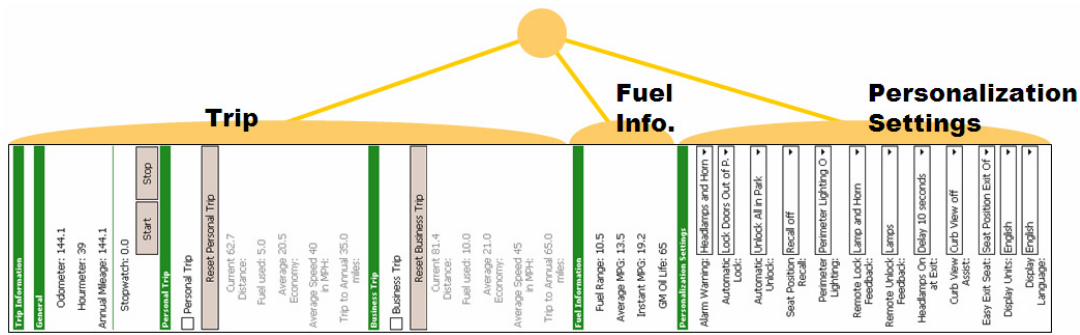 Trip
Fuel
Info.
Personalization
Settings
Trip Information
General
Odometer: 144.1
Hourmeter: 39
Annual Mileage: 144.1
Stopwatch: 0.0
Start
Stop
Personal Trip
Personal Trip
Reset Personal Trip
Current 62.7
Distance:
Fuel used: 5.0
Average 20.5
Economy:
Average Speed 40
in MPH:
Trip to Annual 35.0
miles:
Business Trip
Business Trip
Reset Business Trip
Current 81.4
Distance:
Fuel used: 10.0
Average 21.0
Economy:
Average Speed 45
in MPH:
Trip to Annual 65.0
miles:
Fuel Information
Fuel Range: 10.5
Average MPG: 13.5
Instant MPG: 19.2
GM Oil Life: 65
Personalization Settings
Alarm Warning: Headlamps and Horn
Automatic Lock Doors Out of P.
Lock:
Automatic Unlock All in Park
Unlock:
Seat Position Recall off
Recall:
Perimeter Perimeter Lighting O
Lighting:
Remote Lock Lamp and Horn
Feedback:
Remote Unlock Lamps
Feedback:
Headlamps On Delay 10 seconds
at Exit:
Curb View Curb View off
Assist:
Easy Exit Seat: Seat Position Exit Of
Display Units: English
Display English
Language: